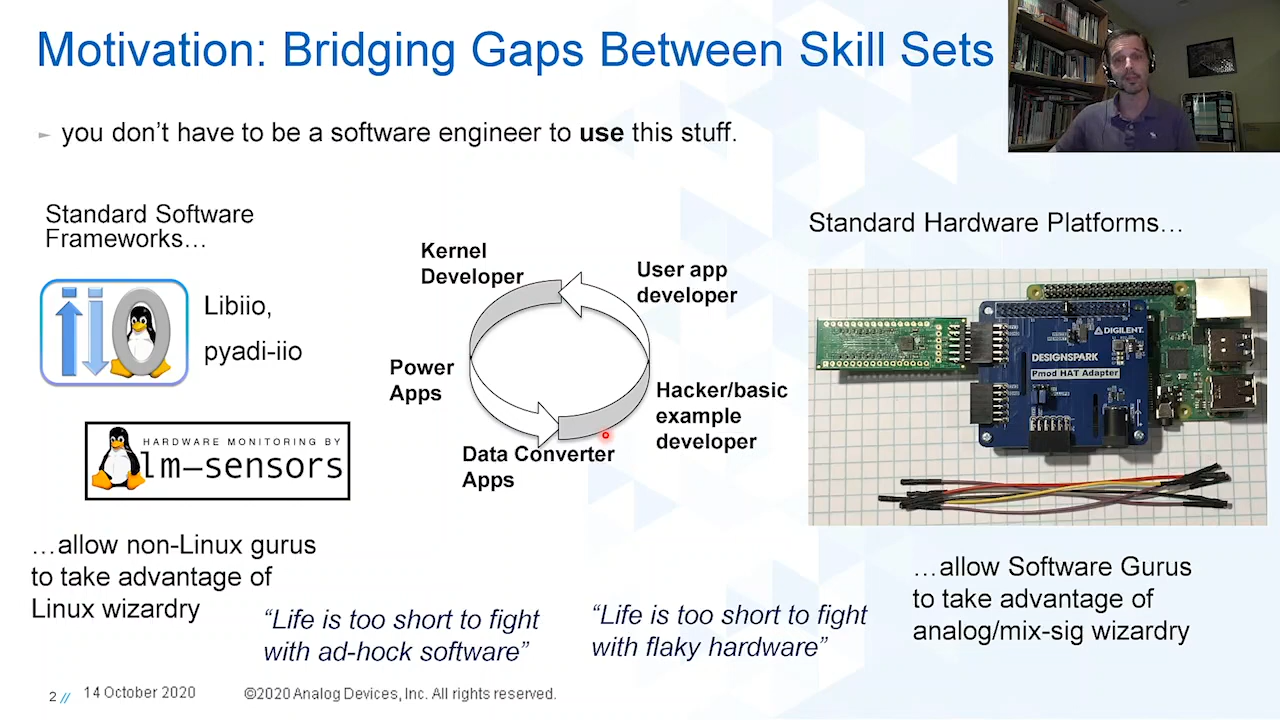 Motivation: Bridging Gaps Between Skill Sets
you don't have to be a software engineer to use this stuff.
Standard Software
Frameworks…
iio
Libiio,
pyadi-iio
HARDWARE MONITORING BY
lm-sensors
…allow non-Linux gurus
to take advantage of
Linux wizardry
Kernel
Developer
User app
developer
Power
Apps
Hacker/basic
example
developer
Data Converter
Apps
"Life is too short to fight
with ad-hock software"
"Life is too short to fight
with flaky hardware"
Standard Hardware Platforms…
DIGILENT
DESIGNSPARK
Pmod HAT Adapter
…allow Software Gurus
to take advantage of
analog/mix-sig wizardry
2 // 14 October 2020 ©2020 Analog Devices, Inc. All rights reserved.